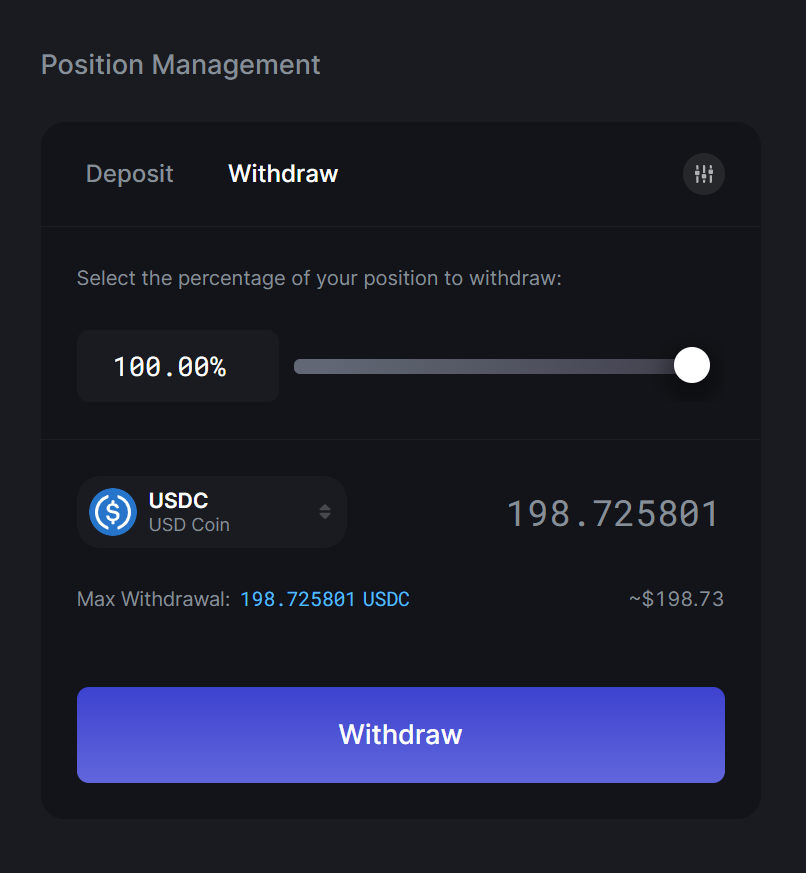 Position Management
Deposit Withdraw
Select the percentage of your position to withdraw:
100.00%
USDC
USD Coin
198.725801
Max Withdrawal: 198.725801 USDC ~$198.73
Withdraw